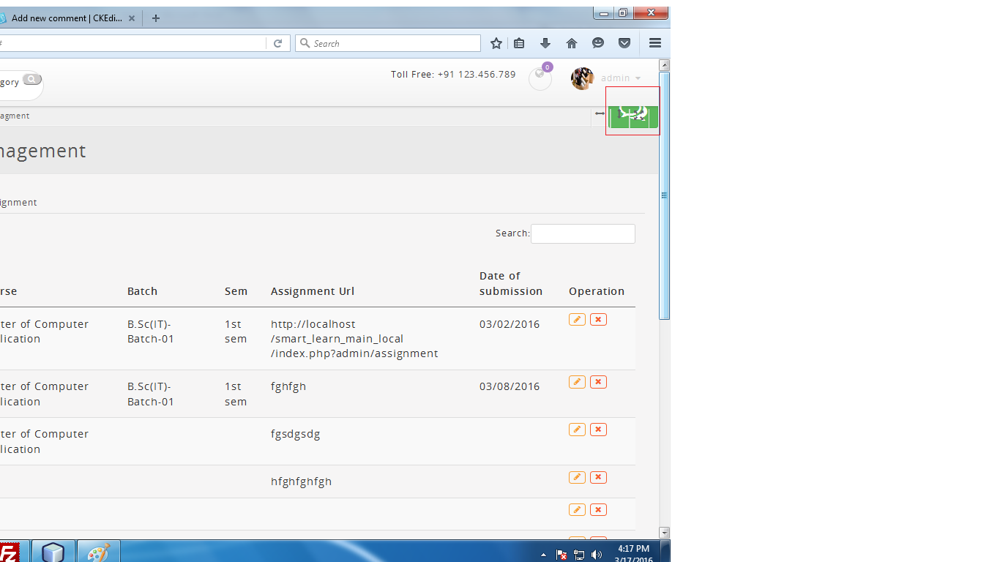 Add new comment | CKEdi...
#
Search
gory
Toll Free: +91 123.456.789
0
admin
agment
nagement
ignment
Search:
rse
Batch
Sem
Assignment Url
Date of
submission
Operation
ter of Computer
lication
B.Sc(IT)-
Batch-01
1st
sem
http://localhost
/smart_learn_main_local
/index.php?admin/assignment
03/02/2016
ter of Computer
lication
B.Sc(IT)-
Batch-01
1st
sem
fghfgh
03/08/2016
ter of Computer
lication
fgsdgsdg
hfghfghfgh
Fz
4:17 PM
3/17/2016